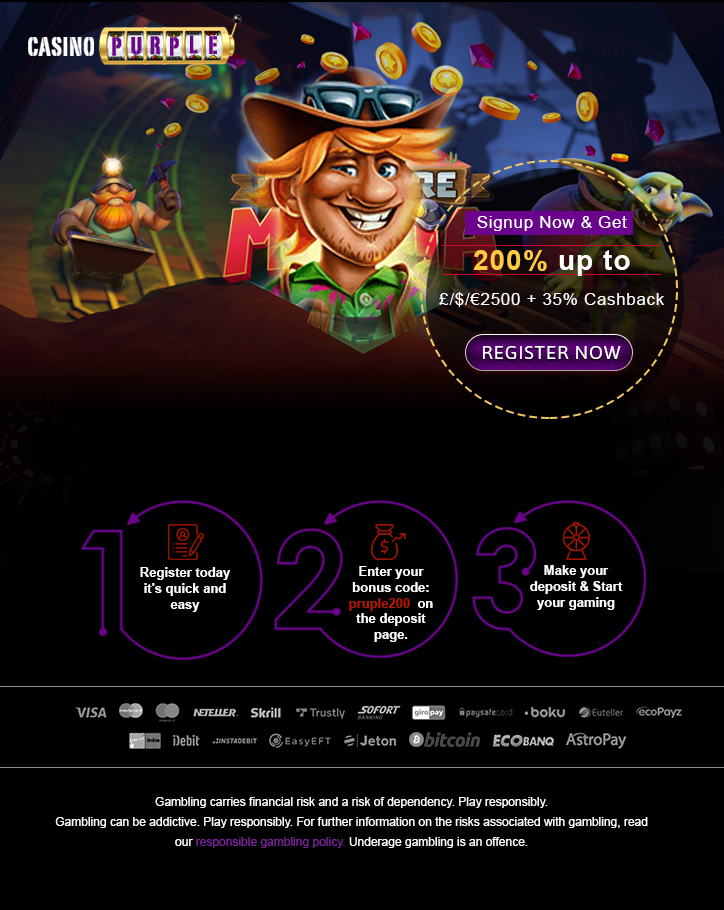 CASINO PURPLE
RE
M
Signup Now & Get
200% up to
£/$/€2500 + 35% Cashback
REGISTER NOW
1 2 3
Register today
it's quick and
easy
Enter your
bonus code:
pruple200 on
the deposit
page.
Make your
deposit & Start
your gaming
VISA NETELLER Skrill Trustly SOFORT BANKING giropay paysafecard boku Euteller ecoPayz
iDebit INSTADEBIT EasyEFT Jeton bitcoin ECOBANQ AstroPay
Gambling carries financial risk and a risk of dependency. Play responsibly.
Gambling can be addictive. Play responsibly. For further information on the risks associated with gambling, read
our responsible gambling policy. Underage gambling is an offence.